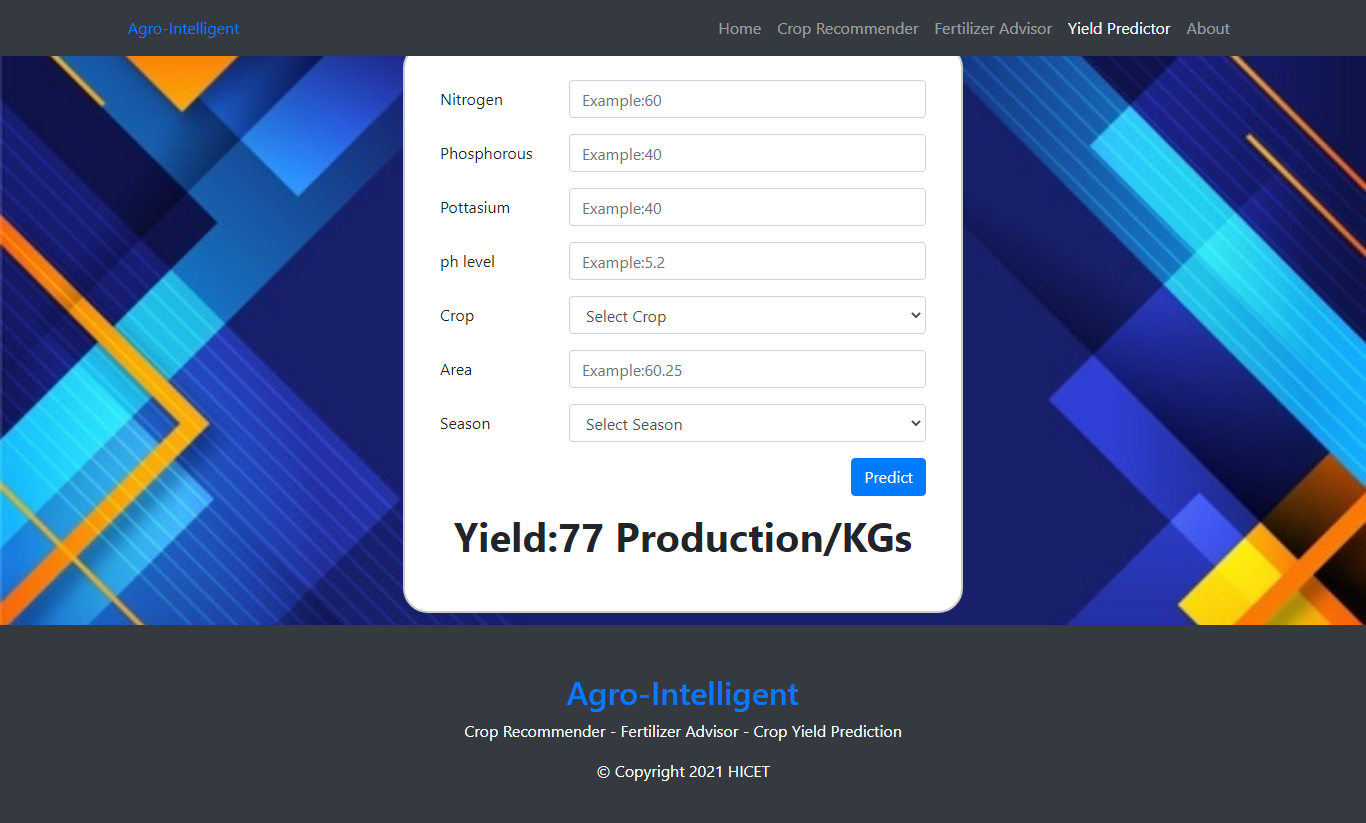 Agro-Intelligent Home Crop Recommender Fertilizer Advisor Yield Predictor About
Nitrogen Example:60
Phosphorous Example:40
Pottasium Example:40
ph level Example:5.2
Crop Select Crop
Area Example:60.25
Season Select Season
Predict
Yield:77 Production/KGs
Agro-Intelligent
Crop Recommender - Fertilizer Advisor - Crop Yield Prediction
© Copyright 2021 HICET